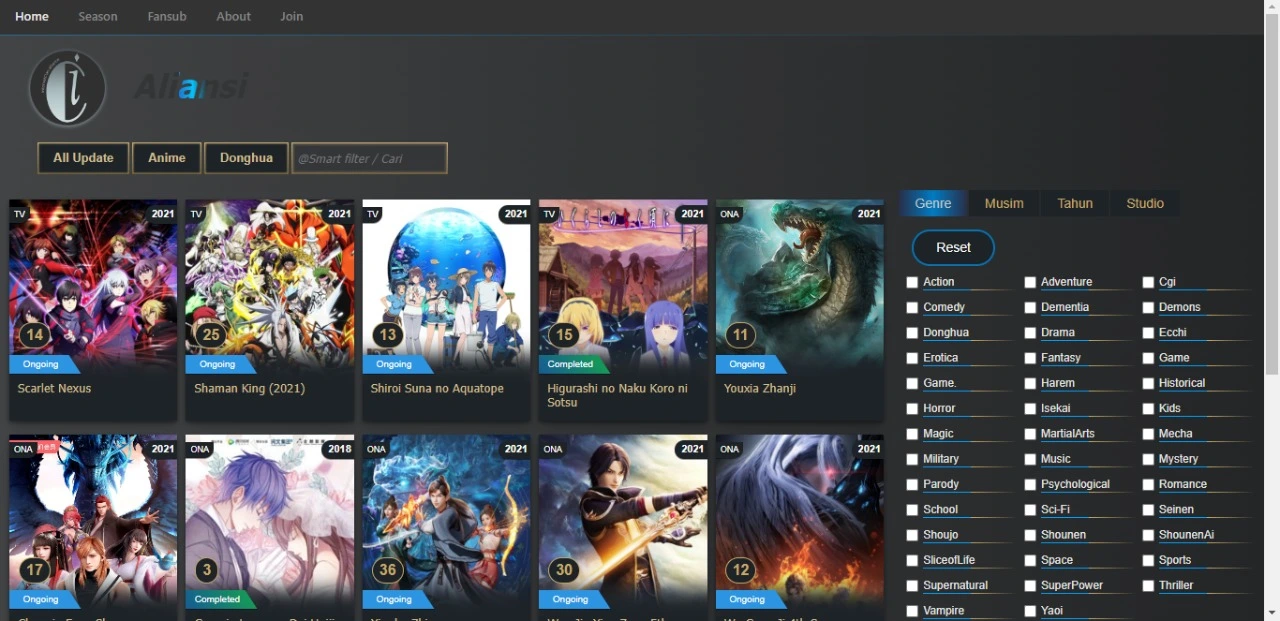 Home Season Fansub About Join
Aliansi
All Update Anime Donghua @Smart filter / Cari
Genre Musim Tahun Studio
Reset
TV 2021 TV 2021 TV 2021 TV 2021 ONA 2021
14 25 13 15 11
Ongoing Ongoing Ongoing Completed Ongoing
Scarlet Nexus Shaman King (2021) Shiroi Suna no Aquatope Higurashi no Naku Koro ni Youxia Zhanji
Sotsu
ONA 2021 ONA 2018 ONA 2021 ONA 2021 ONA 2021
17 3 36 30 12
Ongoing Completed Ongoing Ongoing Ongoing
Action Adventure Cgi
Comedy Dementia Demons
Donghua Drama Ecchi
Erotica Fantasy Game
Game. Harem Historical
Horror Isekai Kids
Magic MartialArts Mecha
Military Music Mystery
Parody Psychological Romance
School Sci-Fi Seinen
Shoujo Shounen ShounenAi
SliceofLife Space Sports
Supernatural SuperPower Thriller
Vampire Yaoi